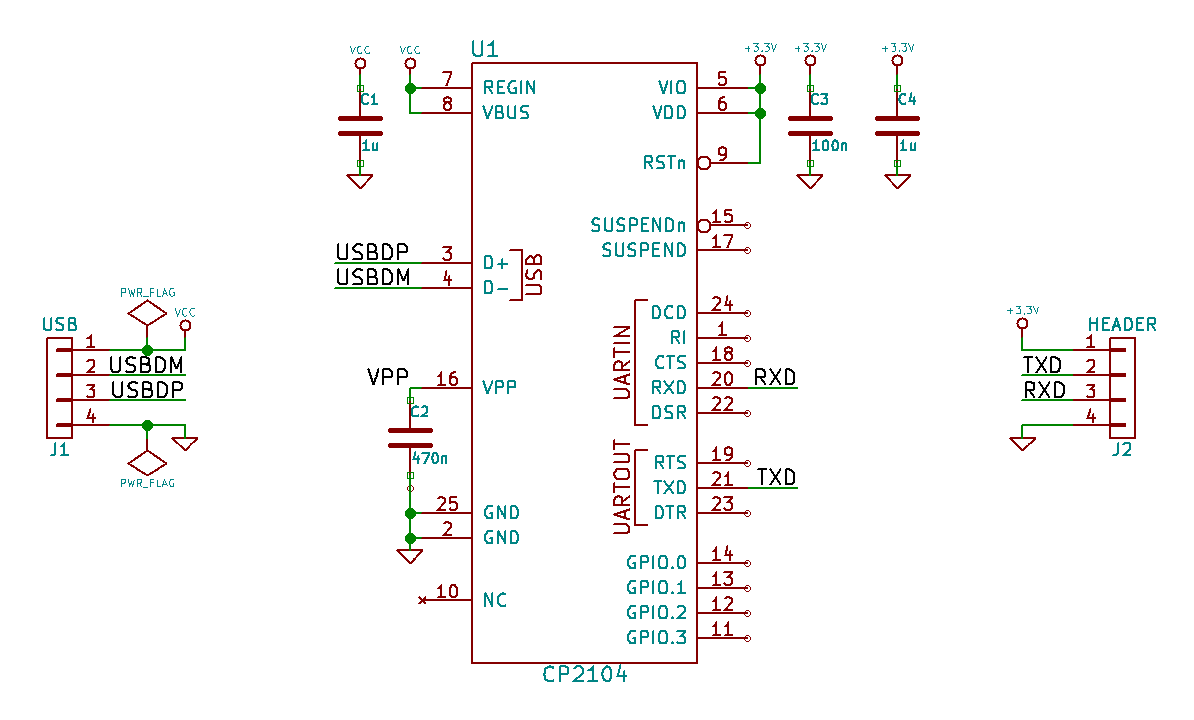 VCC
VCC
U1
+3.3V
+3.3V
+3.3V
7
REGIN
VIO
5
C1
C3
C4
8
VBUS
VDD
6
1u
100n
1u
RSTn
9
SUSPENDn
15
SUSPEND
17
USBDP
3
D+
USB
USBDM
4
D-
PWR_FLAG
VCC
USB
1
2
USBDM
3
USBDP
4
J1
PWR_FLAG
UARTIN
DCD
24
RI
1
CTS
18
RXD
20
RXD
DSR
22
VPP
16
VPP
C2
470n
UARTOUT
RTS
19
TXD
21
TXD
DTR
23
25
GND
2
GND
10
NC
GPIO.0
14
GPIO.1
13
GPIO.2
12
GPIO.3
11
CP2104
+3.3V
HEADER
1
TXD
2
RXD
3
4
J2